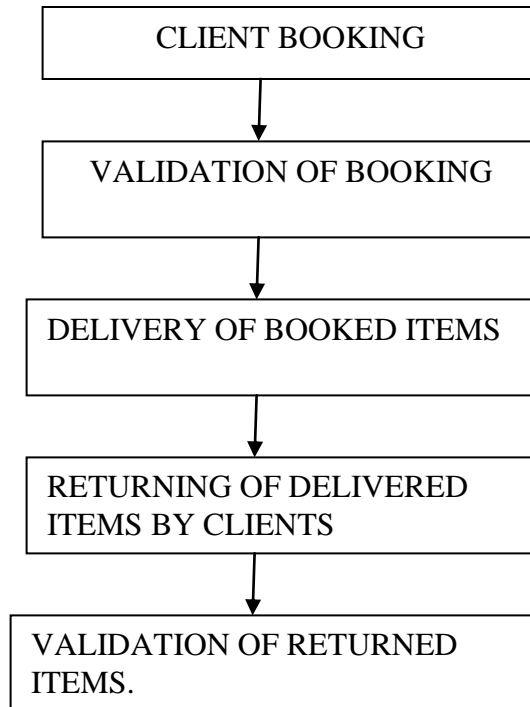 CLIENT BOOKING
VALIDATION OF BOOKING
DELIVERY OF BOOKED ITEMS
RETURNING OF DELIVERED
ITEMS BY CLIENTS
VALIDATION OF RETURNED
ITEMS.